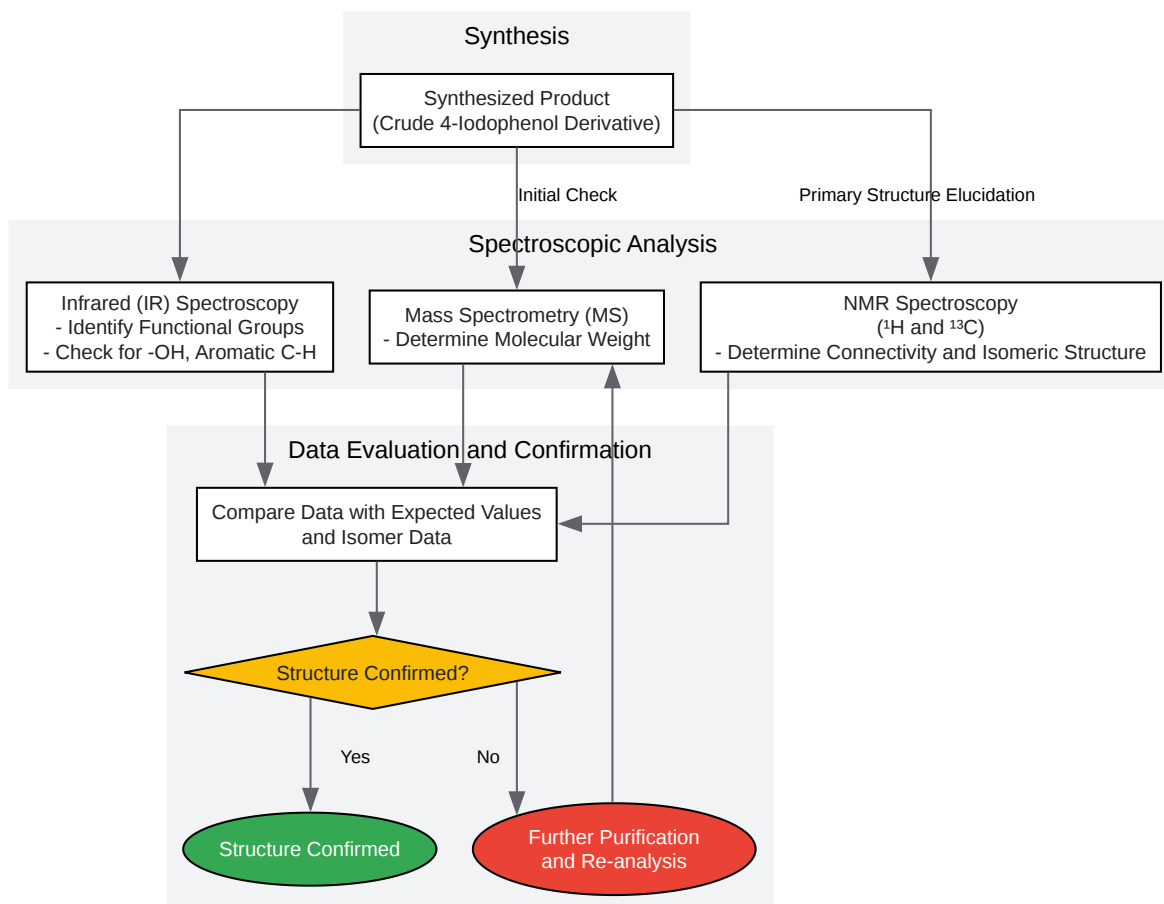 Synthesis
Synthesized Product
(Crude 4-Iodophenol Derivative)
Initial Check
Primary Structure Elucidation
Spectroscopic Analysis
Infrared (IR) Spectroscopy
- Identify Functional Groups
- Check for -OH, Aromatic C-H
Mass Spectrometry (MS)
- Determine Molecular Weight
NMR Spectroscopy
(¹H and ¹³C)
- Determine Connectivity and Isomeric Structure
Data Evaluation and Confirmation
Compare Data with Expected Values
and Isomer Data
Structure Confirmed?
Yes
No
Structure Confirmed
Further Purification
and Re-analysis